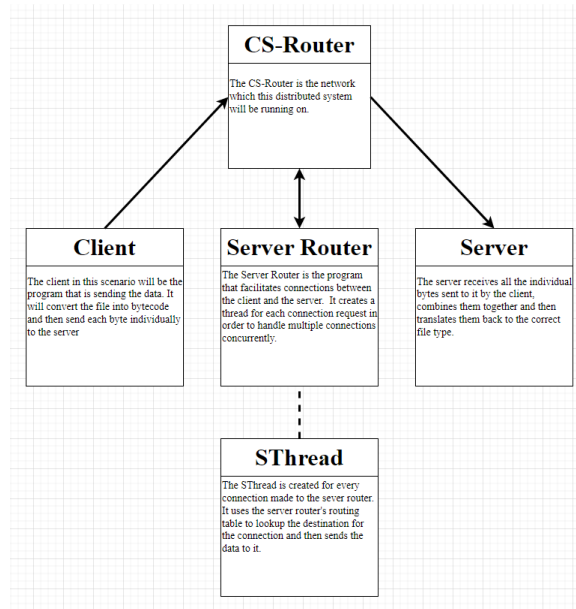 CS-Router
The CS-Router is the network
which this distributed system
will be running on.
Client
The client in this scenario will be the
program that is sending the data. It
will convert the file into bytecode
and then send each byte individually
to the server
Server Router
The Server Router is the program
that facilitates connections between
the client and the server. It creates a
thread for each connection request in
order to handle multiple connections
concurrently.
Server
The server receives all the individual
bytes sent to it by the client,
combines them together and then
translates them back to the correct
file type.
SThread
The SThread is created for every
connection made to the sever router.
It uses the server router's routing
table to lookup the destination for
the connection and then sends the
data to it.